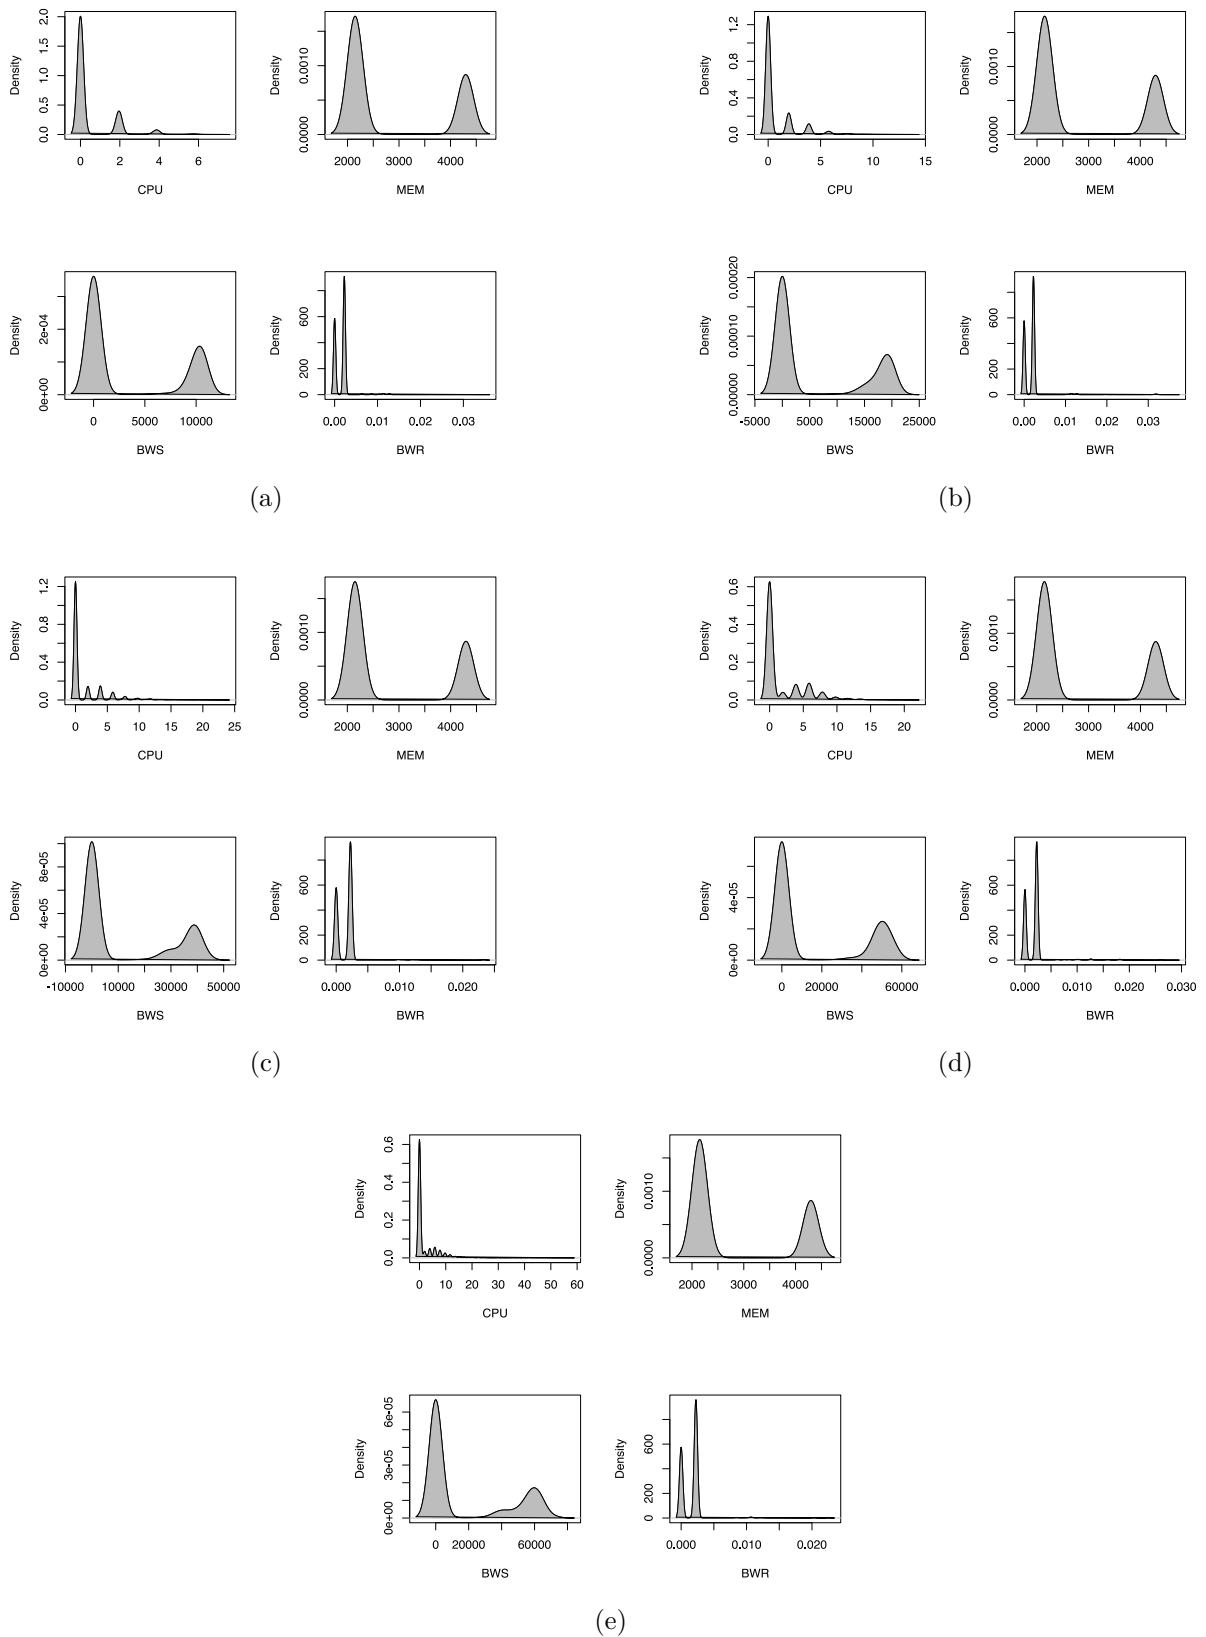 Density
0.0 0.5 1.0 1.5 2.0
0 2 4 6
CPU
Density
0.0000 0.0010
2000 3000 4000
MEM
Density
0e+00 2e-04
0 5000 10000
BWS
Density
0 200 600
0.00 0.01 0.02 0.03
BWR
(a)
Density
0.0 0.4 0.8 1.2
0 5 10 15
CPU
Density
0.0000 0.0010
2000 3000 4000
MEM
Density
0.00000 0.00010 0.00020
-5000 5000 15000 25000
BWS
Density
0 200 600
0.00 0.01 0.02 0.03
BWR
(b)
Density
0.0 0.4 0.8 1.2
0 5 10 15 20 25
CPU
Density
0.0000 0.0010
2000 3000 4000
MEM
Density
0e+00 4e-05 8e-05
-10000 10000 30000 50000
BWS
Density
0 200 600
0.000 0.010 0.020
BWR
(c)
Density
0.0 0.2 0.4 0.6
0 5 10 15 20
CPU
Density
0.0000 0.0010
2000 3000 4000
MEM
Density
0e+00 4e-05
0 20000 60000
BWS
Density
0 200 600
0.000 0.010 0.020 0.030
BWR
(d)
Density
0.0 0.2 0.4 0.6
0 10 20 30 40 50 60
CPU
Density
0.0000 0.0010
2000 3000 4000
MEM
Density
0e+00 3e-05 6e-05
0 20000 60000
BWS
Density
0 200 600
0.000 0.010 0.020
BWR
(e)